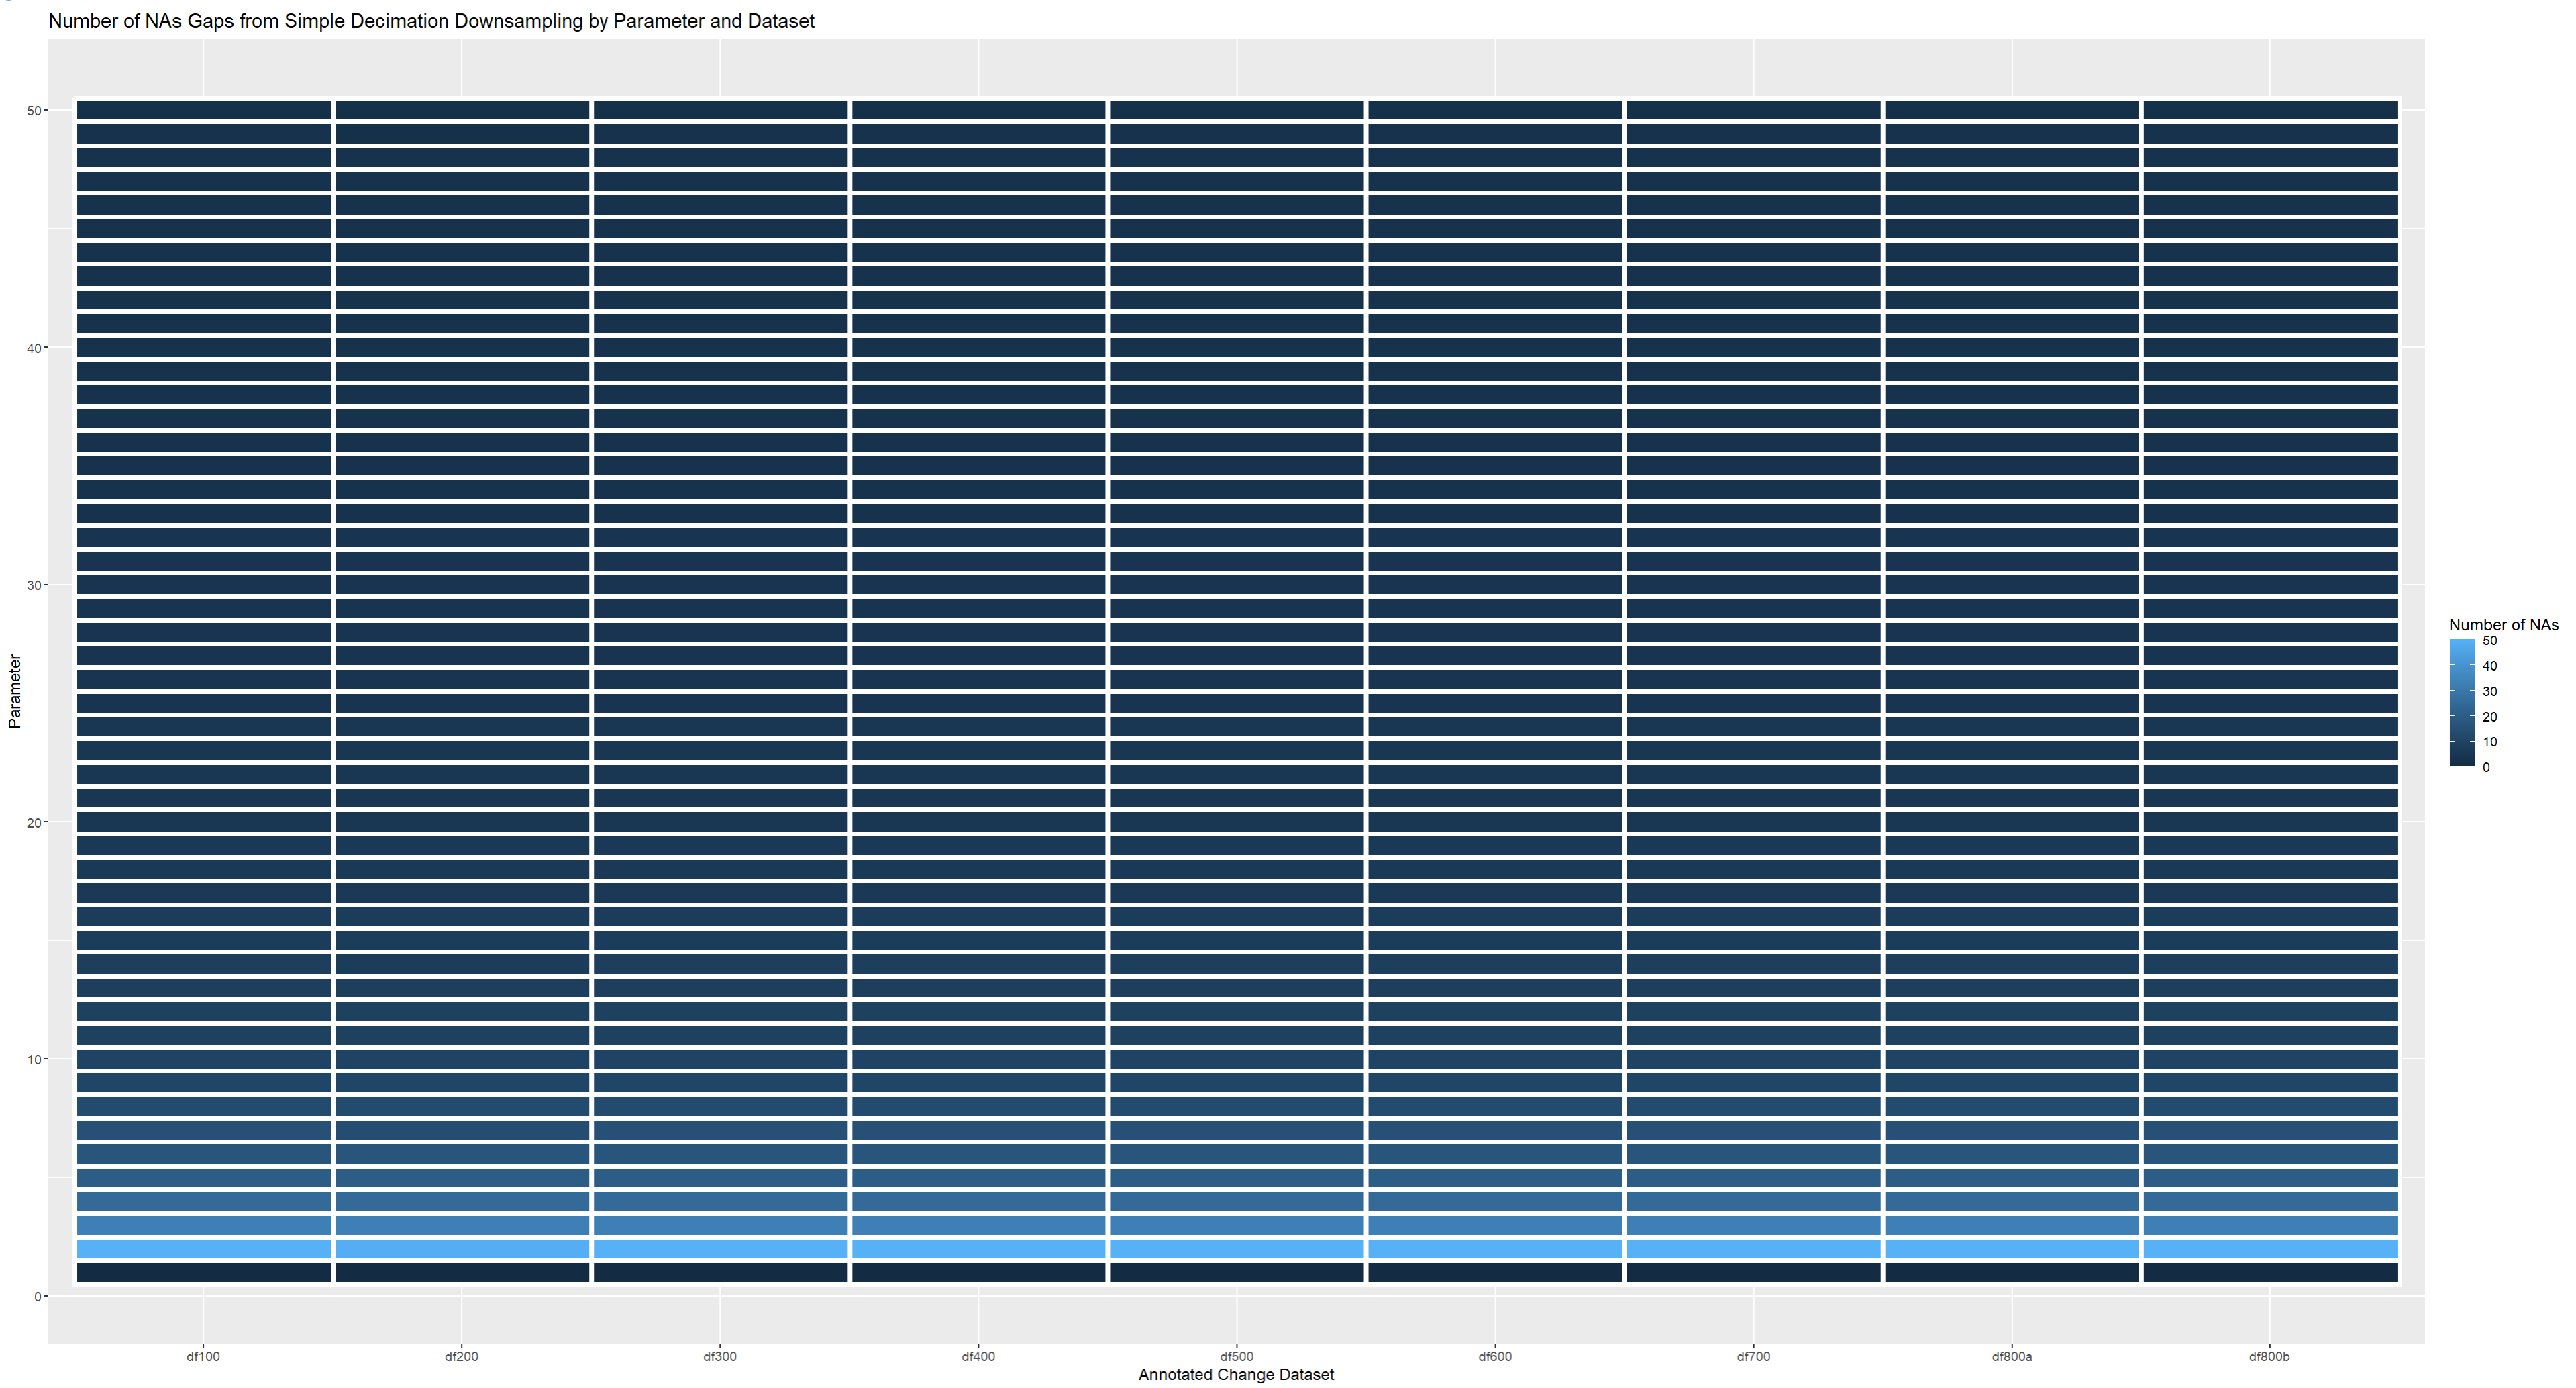 Number of NAs Gaps from Simple Decimation Downsampling by Parameter and Dataset
50
40
30
20
10
0
Parameter
df100
df200
df300
df400
df500
df600
df700
df800a
df800b
Annotated Change Dataset
Number of NAs
50
40
30
20
10
0